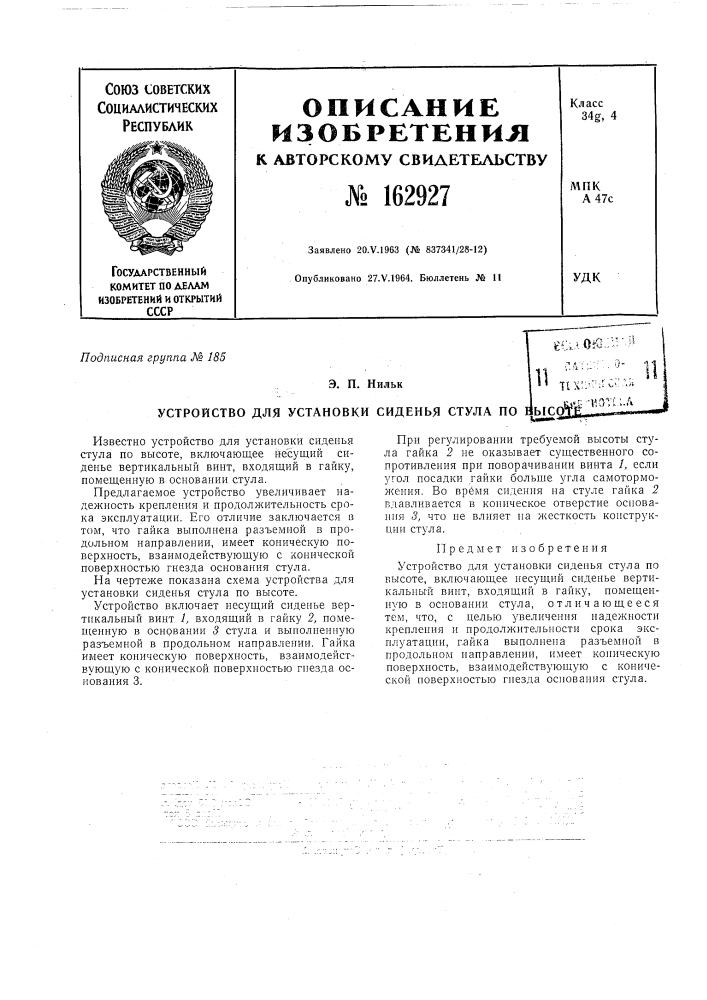 СОЮЗ СОВЕТСКИХ
СОЦИАЛИСТИЧЕСКИХ
РЕСПУБЛИК
ГОСУДАРСТВЕННЫЙ
КОМИТЕТ ПО ДЕЛАМ
ИЗОБРЕТЕНИЙ И ОТКРЫТИЙ
СССР
ОПИСАНИЕ
ИЗОБРЕТЕНИЯ
К АВТОРСКОМУ СВИДЕТЕЛЬСТВУ
№ 162927
Заявлено 20.V.1963 (№ 837341/28-12)
Опубликовано 27.V.1964. Бюллетень № 11
Класс
34g, 4
МПК
А 47с
УДК
Подписная группа № 185
11
11
Э. П. Нильк
УСТРОЙСТВО ДЛЯ УСТАНОВКИ СИДЕНЬЯ СТУЛА ПО ВЫСОТЕ
Известно устройство для установки сиденья
стула по высоте, включающее несущий си-
денье вертикальный винт, входящий в гайку,
помещенную в основании стула.
Предлагаемое устройство увеличивает на-
дежность крепления и продолжительность сро-
ка эксплуатации. Его отличие заключается в
том, что гайка выполнена разъемной в про-
дольном направлении, имеет коническую по-
верхность, взаимодействующую с конической
поверхностью гнезда основания стула.
На чертеже показана схема устройства для
установки сиденья стула по высоте.
Устройство включает несущий сиденье вер-
тикальный винт 1, входящий в гайку 2, поме-
щенную в основании 3 стула и выполненную
разъемной в продольном направлении. Гайка
имеет коническую поверхность, взаимодейст-
вующую с конической поверхностью гнезда ос-
нования 3.
При регулировании требуемой высоты сту-
ла гайка 2 не оказывает существенного со-
противления при поворачивании винта 1, если
угол посадки гайки больше угла самоторmo-
жения. Во время сидения на стуле гайка 2
вдавливается в коническое отверстие основа-
ния 3, что не влияет на жесткость конструк-
ции стула.
Предмет изобретения
Устройство для установки сиденья стула по
высоте, включающее несущий сиденье верти-
кальный винт, входящий в гайку, помещен-
ную в основании стула, отличающееся
тем, что, с целью увеличения надежности
крепления и продолжительности срока экс-
плуатации, гайка выполнена разъемной в
продольном направлении, имеет коническую
поверхность, взаимодействующую с кониче-
ской поверхностью гнезда основания стула.